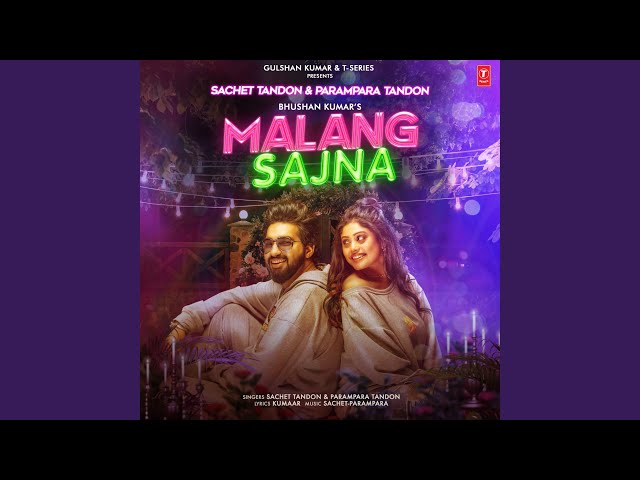 GULSHAN KUMAR & T-SERIES
PRESENTS
SACHET TANDON & PARAMPARA TANDON
BHUSHAN KUMAR'S
MALANG
SAJNA
SINGERS SACHET TANDON & PARAMPARA TANDON
LYRICS KUMAAR MUSIC SACHET-PARAMPARA